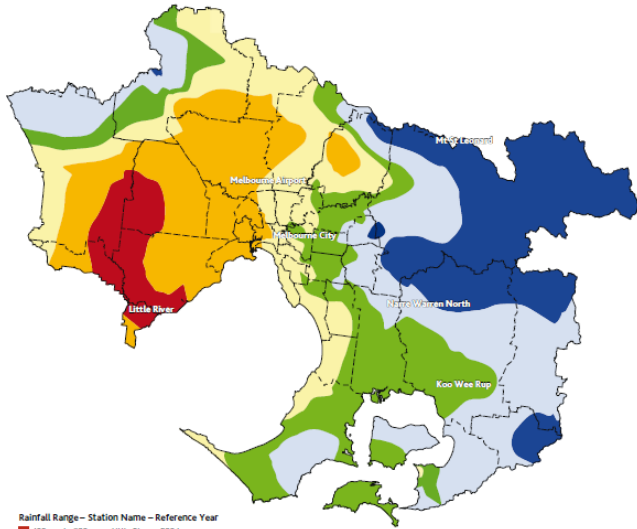 Mt St Leonard
Melbourne Airport
Melbourne City
Narre Warren North
Little River
Koo Wee Rup
Rainfall Range – Station Name – Reference Year